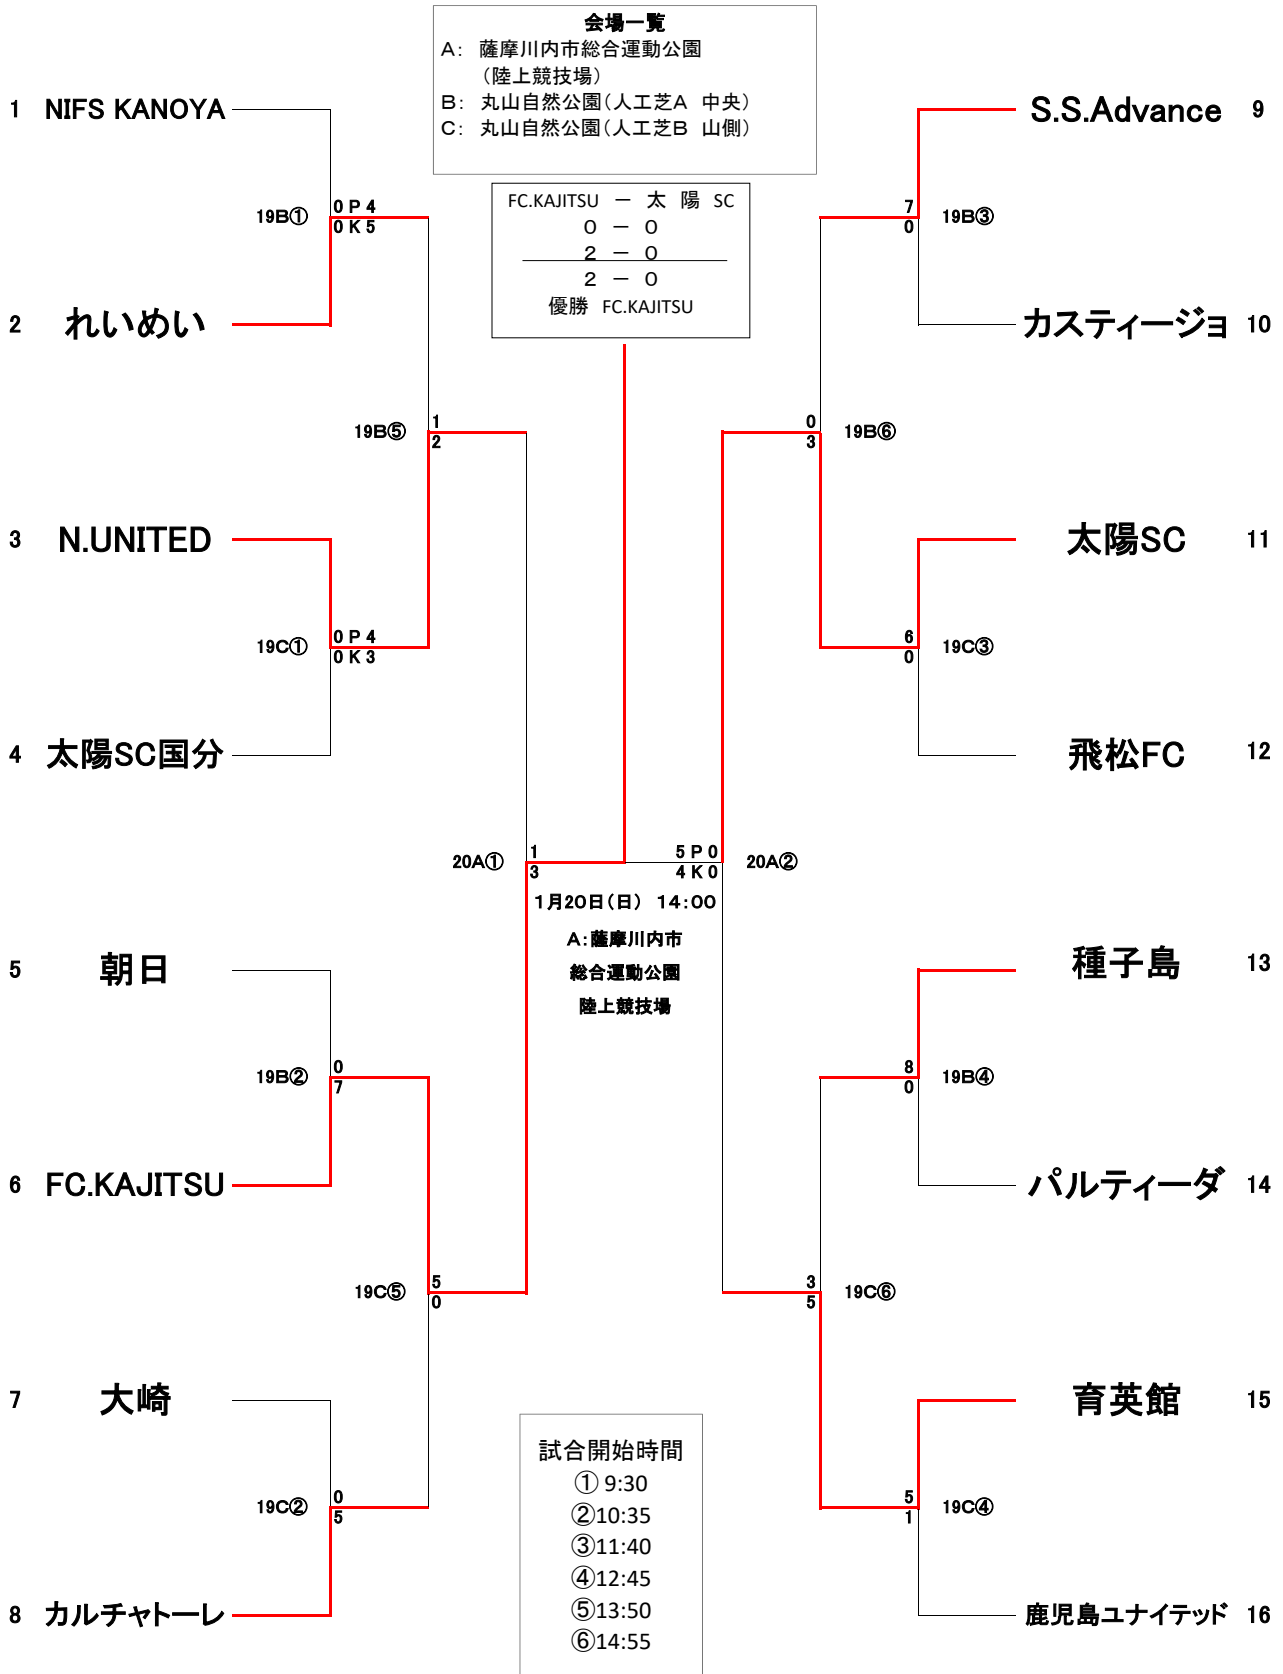 会場一覧
A: 薩摩川内市総合運動公園
(陸上競技場)
B: 丸山自然公園(人工芝A 中央)
C: 丸山自然公園(人工芝B 山側)
FC.KAJITSU － 太 陽 SC
0 － 0
2 － 0
2 － 0
優勝 FC.KAJITSU
1 NIFS KANOYA
19B①
0 P 4
0 K 5
2 れいめい
19B⑤
1
2
3 N.UNITED
19C①
0 P 4
0 K 3
4 太陽SC国分
20A①
1
3
5 朝日
19B②
0
7
6 FC.KAJITSU
19C⑤
5
0
7 大崎
19C②
0
5
8 カルチャトーレ
S.S.Advance 9
7
0
19B③
カスティージョ 10
0
3
19B⑥
太陽SC 11
6
0
19C③
飛松FC 12
5 P 0
4 K 0
20A②
1月20日(日) 14:00
A:薩摩川内市
総合運動公園
陸上競技場
種子島 13
8
0
19B④
パルティーダ 14
3
5
19C⑥
育英館 15
5
1
19C④
鹿児島ユナイテッド 16
試合開始時間
① 9:30
②10:35
③11:40
④12:45
⑤13:50
⑥14:55